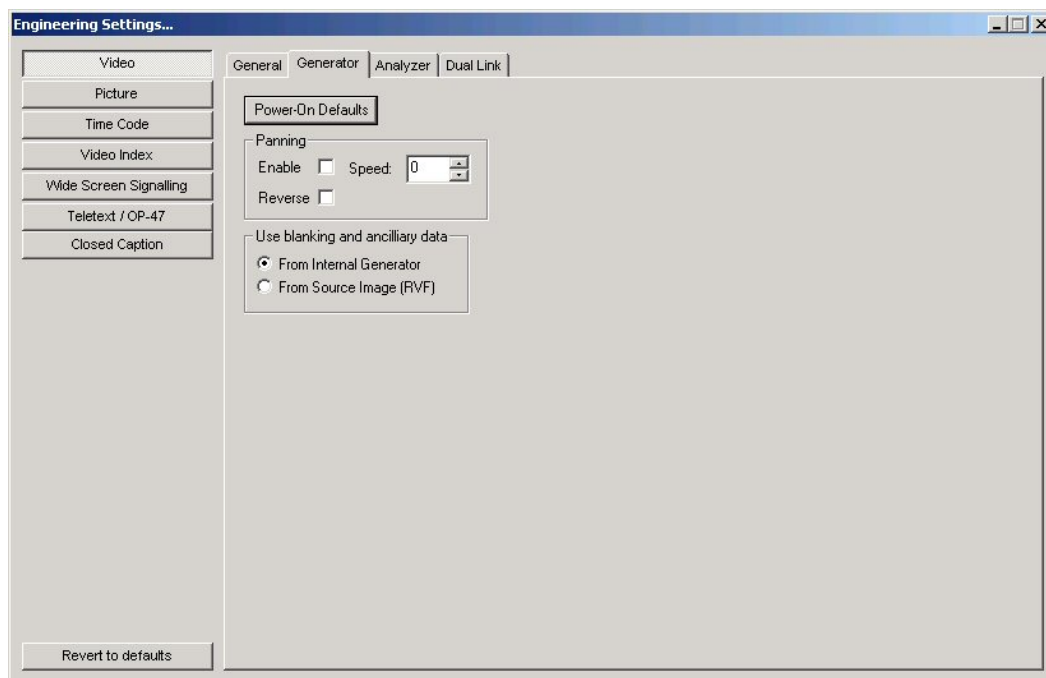 Engineering Settings...
Video
Picture
Time Code
Video Index
Wide Screen Signalling
Teletext / OP-47
Closed Caption
Revert to defaults
General Generator Analyzer Dual Link
Power-On Defaults
Panning
Enable Speed: 0
Reverse
Use blanking and ancilliary data
From Internal Generator
From Source Image (RVF)